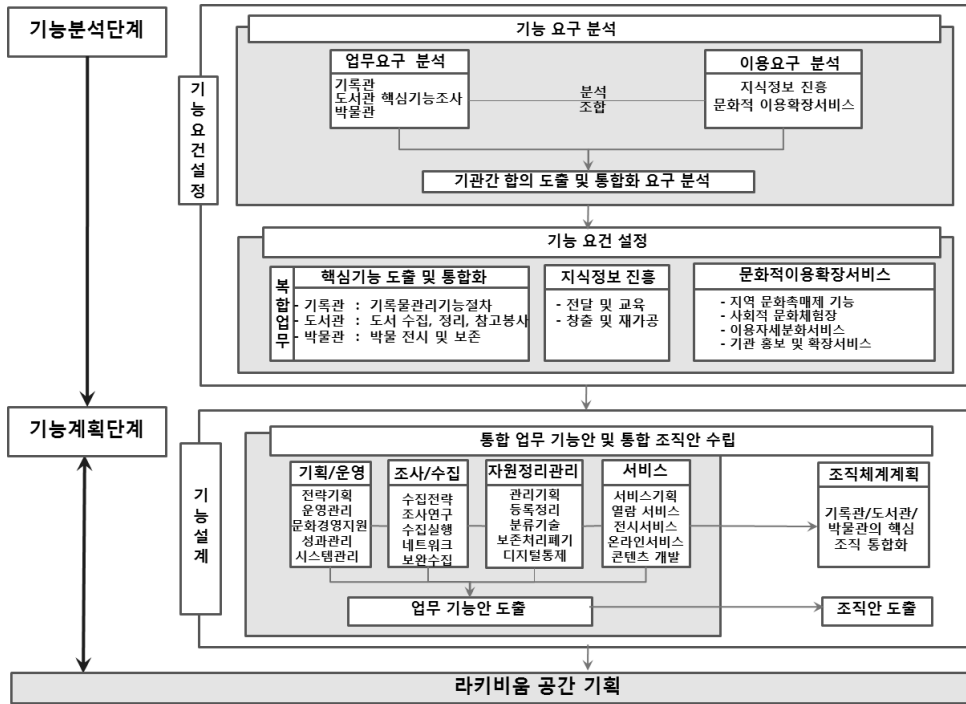 기능분석단계
기능요건설정
기능 요구 분석
업무요구 분석
기록관
도서관 핵심기능조사
박물관
분석
조합
이용요구 분석
지식정보 진흥
문화적 이용확장서비스
기관간 합의 도출 및 통합화 요구 분석
기능 요건 설정
복합업무
핵심기능 도출 및 통합화
- 기록관 : 기록물관리기능절차
- 도서관 : 도서 수집, 정리, 참고봉사
- 박물관 : 박물 전시 및 보존
지식정보 진흥
- 전달 및 교육
- 창출 및 재가공
문화적이용확장서비스
- 지역 문화촉매제 기능
- 사회적 문화체험장
- 이용자세분화서비스
- 기관 홍보 및 확장서비스
기능계획단계
기능설계
통합 업무 기능안 및 통합 조직안 수립
기획/운영
전략기획
운영관리
문화경영지원
성과관리
시스템관리
조사/수집
수집전략
조사연구
수집실행
네트워크
보완수집
자원정리관리
관리기획
등록정리
분류기술
보존처리폐기
디지털통제
서비스
서비스기획
열람 서비스
전시서비스
온라인서비스
콘텐츠 개발
조직체계계획
기록관/도서관/
박물관의 핵심
조직 통합화
업무 기능안 도출
조직안 도출
라키비움 공간 기획